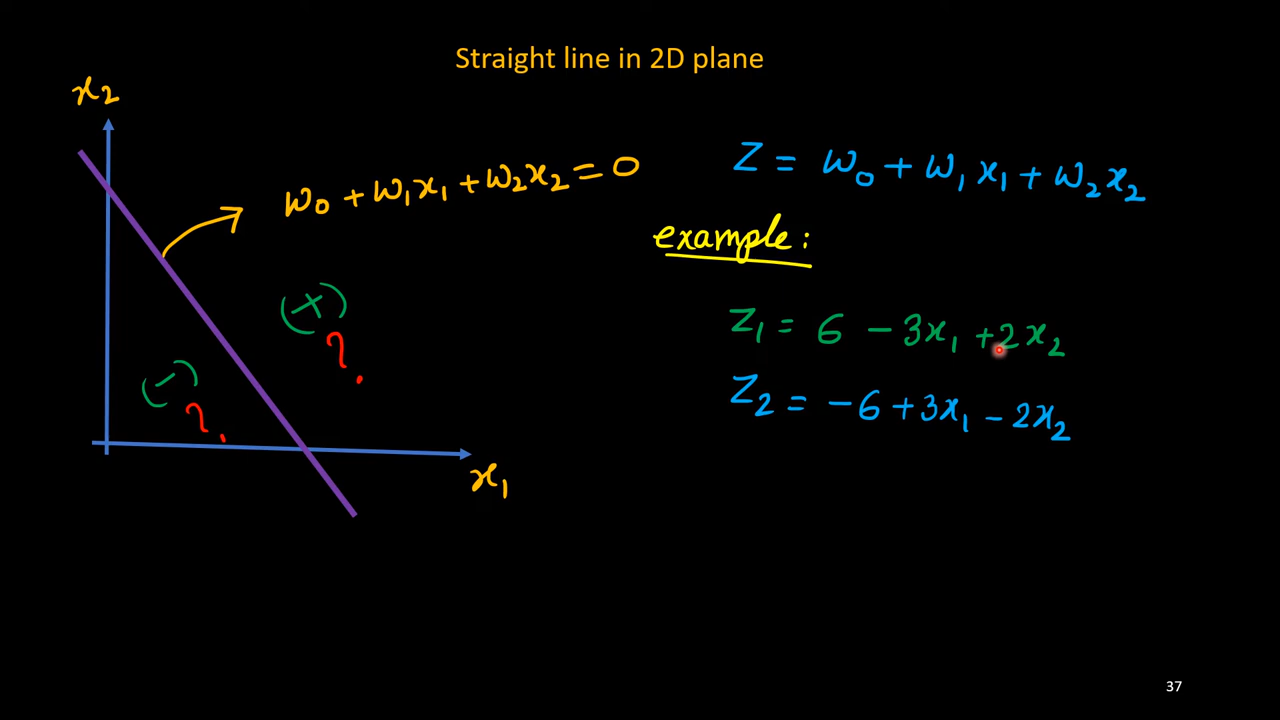 Straight line in 2D plane
x₂
w₀ + w₁x₁ + w₂x₂ = 0
Z = w₀ + w₁x₁ + w₂x₂
example:
(+)
?
(-)
?
x₁
Z₁ = 6 - 3x₁ + 2x₂
Z₂ = -6 + 3x₁ - 2x₂
37